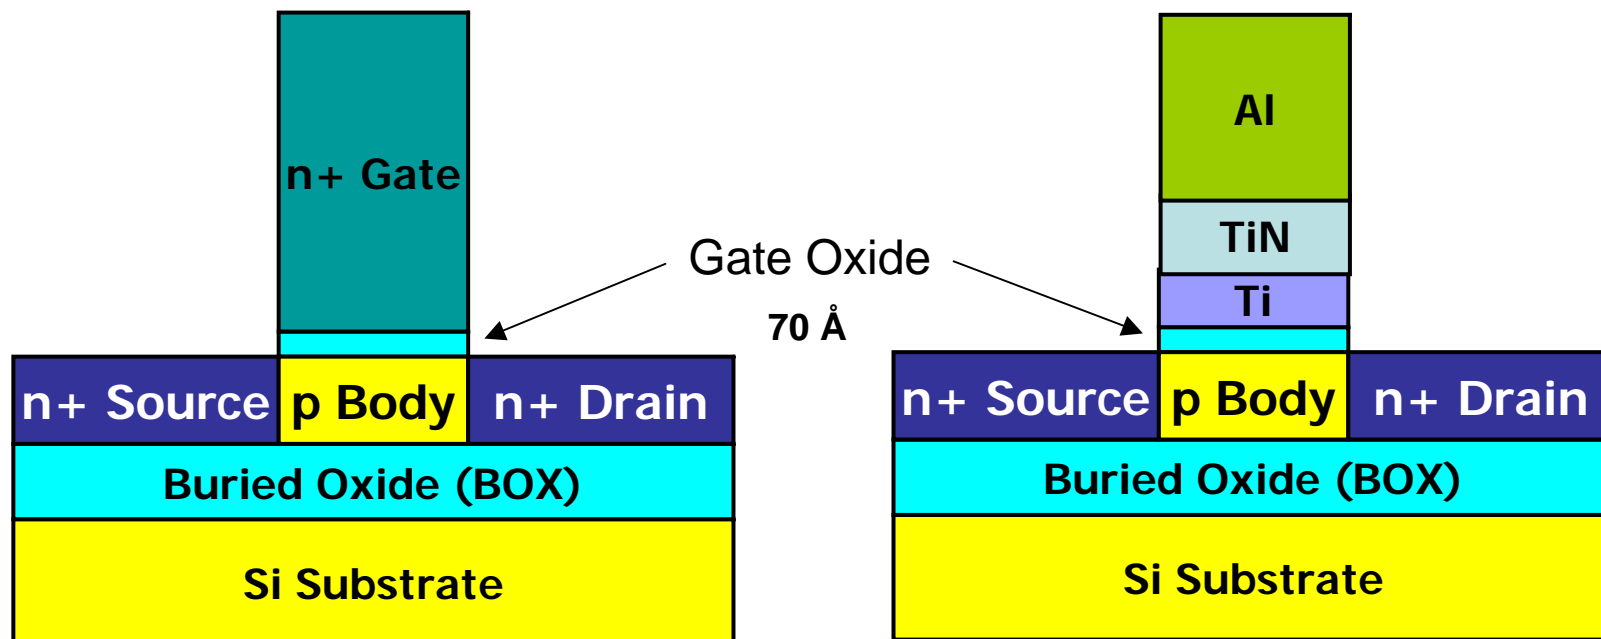 n+ Gate
n+ Source
p Body
n+ Drain
Buried Oxide (BOX)
Si Substrate
Gate Oxide
70 Å
Al
TiN
Ti
n+ Source
p Body
n+ Drain
Buried Oxide (BOX)
Si Substrate